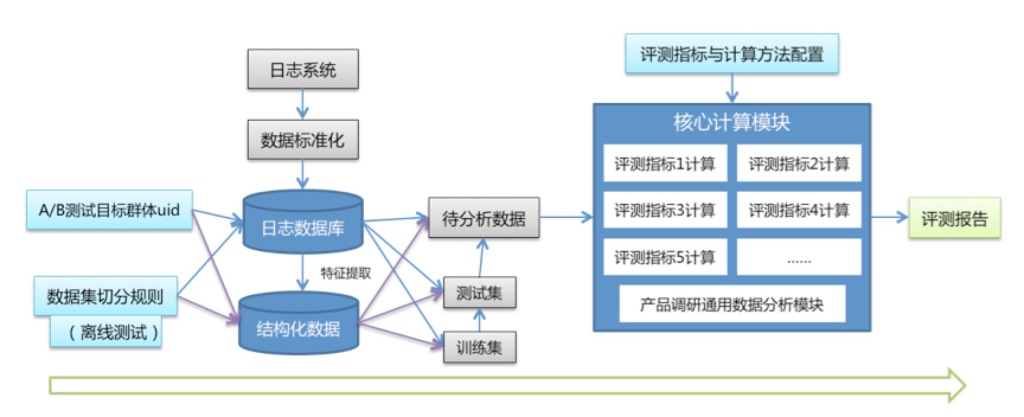 日志系统
数据标准化
A/B测试目标群体uid
日志数据库
特征提取
数据集切分规则
（离线测试）
结构化数据
待分析数据
测试集
训练集
评测指标与计算方法配置
核心计算模块
评测指标1计算
评测指标2计算
评测指标3计算
评测指标4计算
评测指标5计算
......
产品调研通用数据分析模块
评测报告